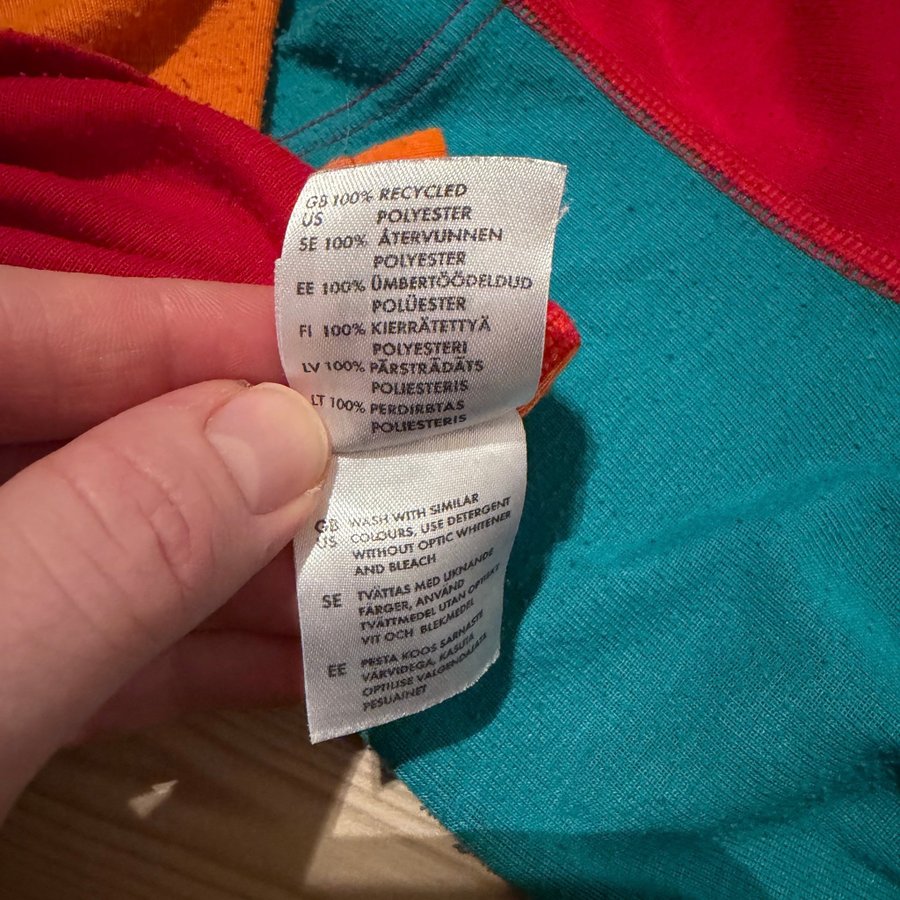 GB 100% RECYCLED
US POLYESTER
SE 100% ÅTERVUNNEN
POLYESTER
EE 100% ÜMBERTÖÖDELDUD
POLÜESTER
FI 100% KIERRÄTETTYÄ
POLYESTERI
LV 100% PĀRSTRĀDĀTS
POLIESTERIS
LT 100% PERDIRBTAS
POLIESTERIS
GB WASH WITH SIMILAR
US COLOURS, USE DETERGENT
WITHOUT OPTIC WHITENER
AND BLEACH
SE TVÄTTAS MED LIKNANDE
FÄRGER, ANVÄND
TVÄTTMEDEL UTAN OPTISKT
VIT OCH BLEKMEDEL
EE PESTA KOOS SARNASTE
VÄRVIDEGA, KASUTA
OPTILISE VALGENDAJATA
PESUAINET